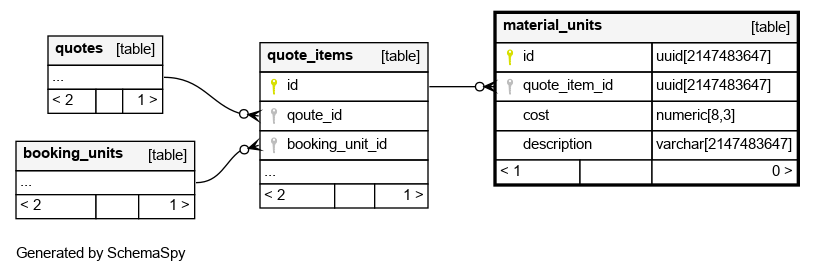 quotes [table]
...
< 2 1 >
booking_units [table]
...
< 2 1 >
quote_items [table]
id
qoute_id
booking_unit_id
...
< 2 1 >
material_units [table]
id uuid[2147483647]
quote_item_id uuid[2147483647]
cost numeric[8,3]
description varchar[2147483647]
< 1 0 >
Generated by SchemaSpy